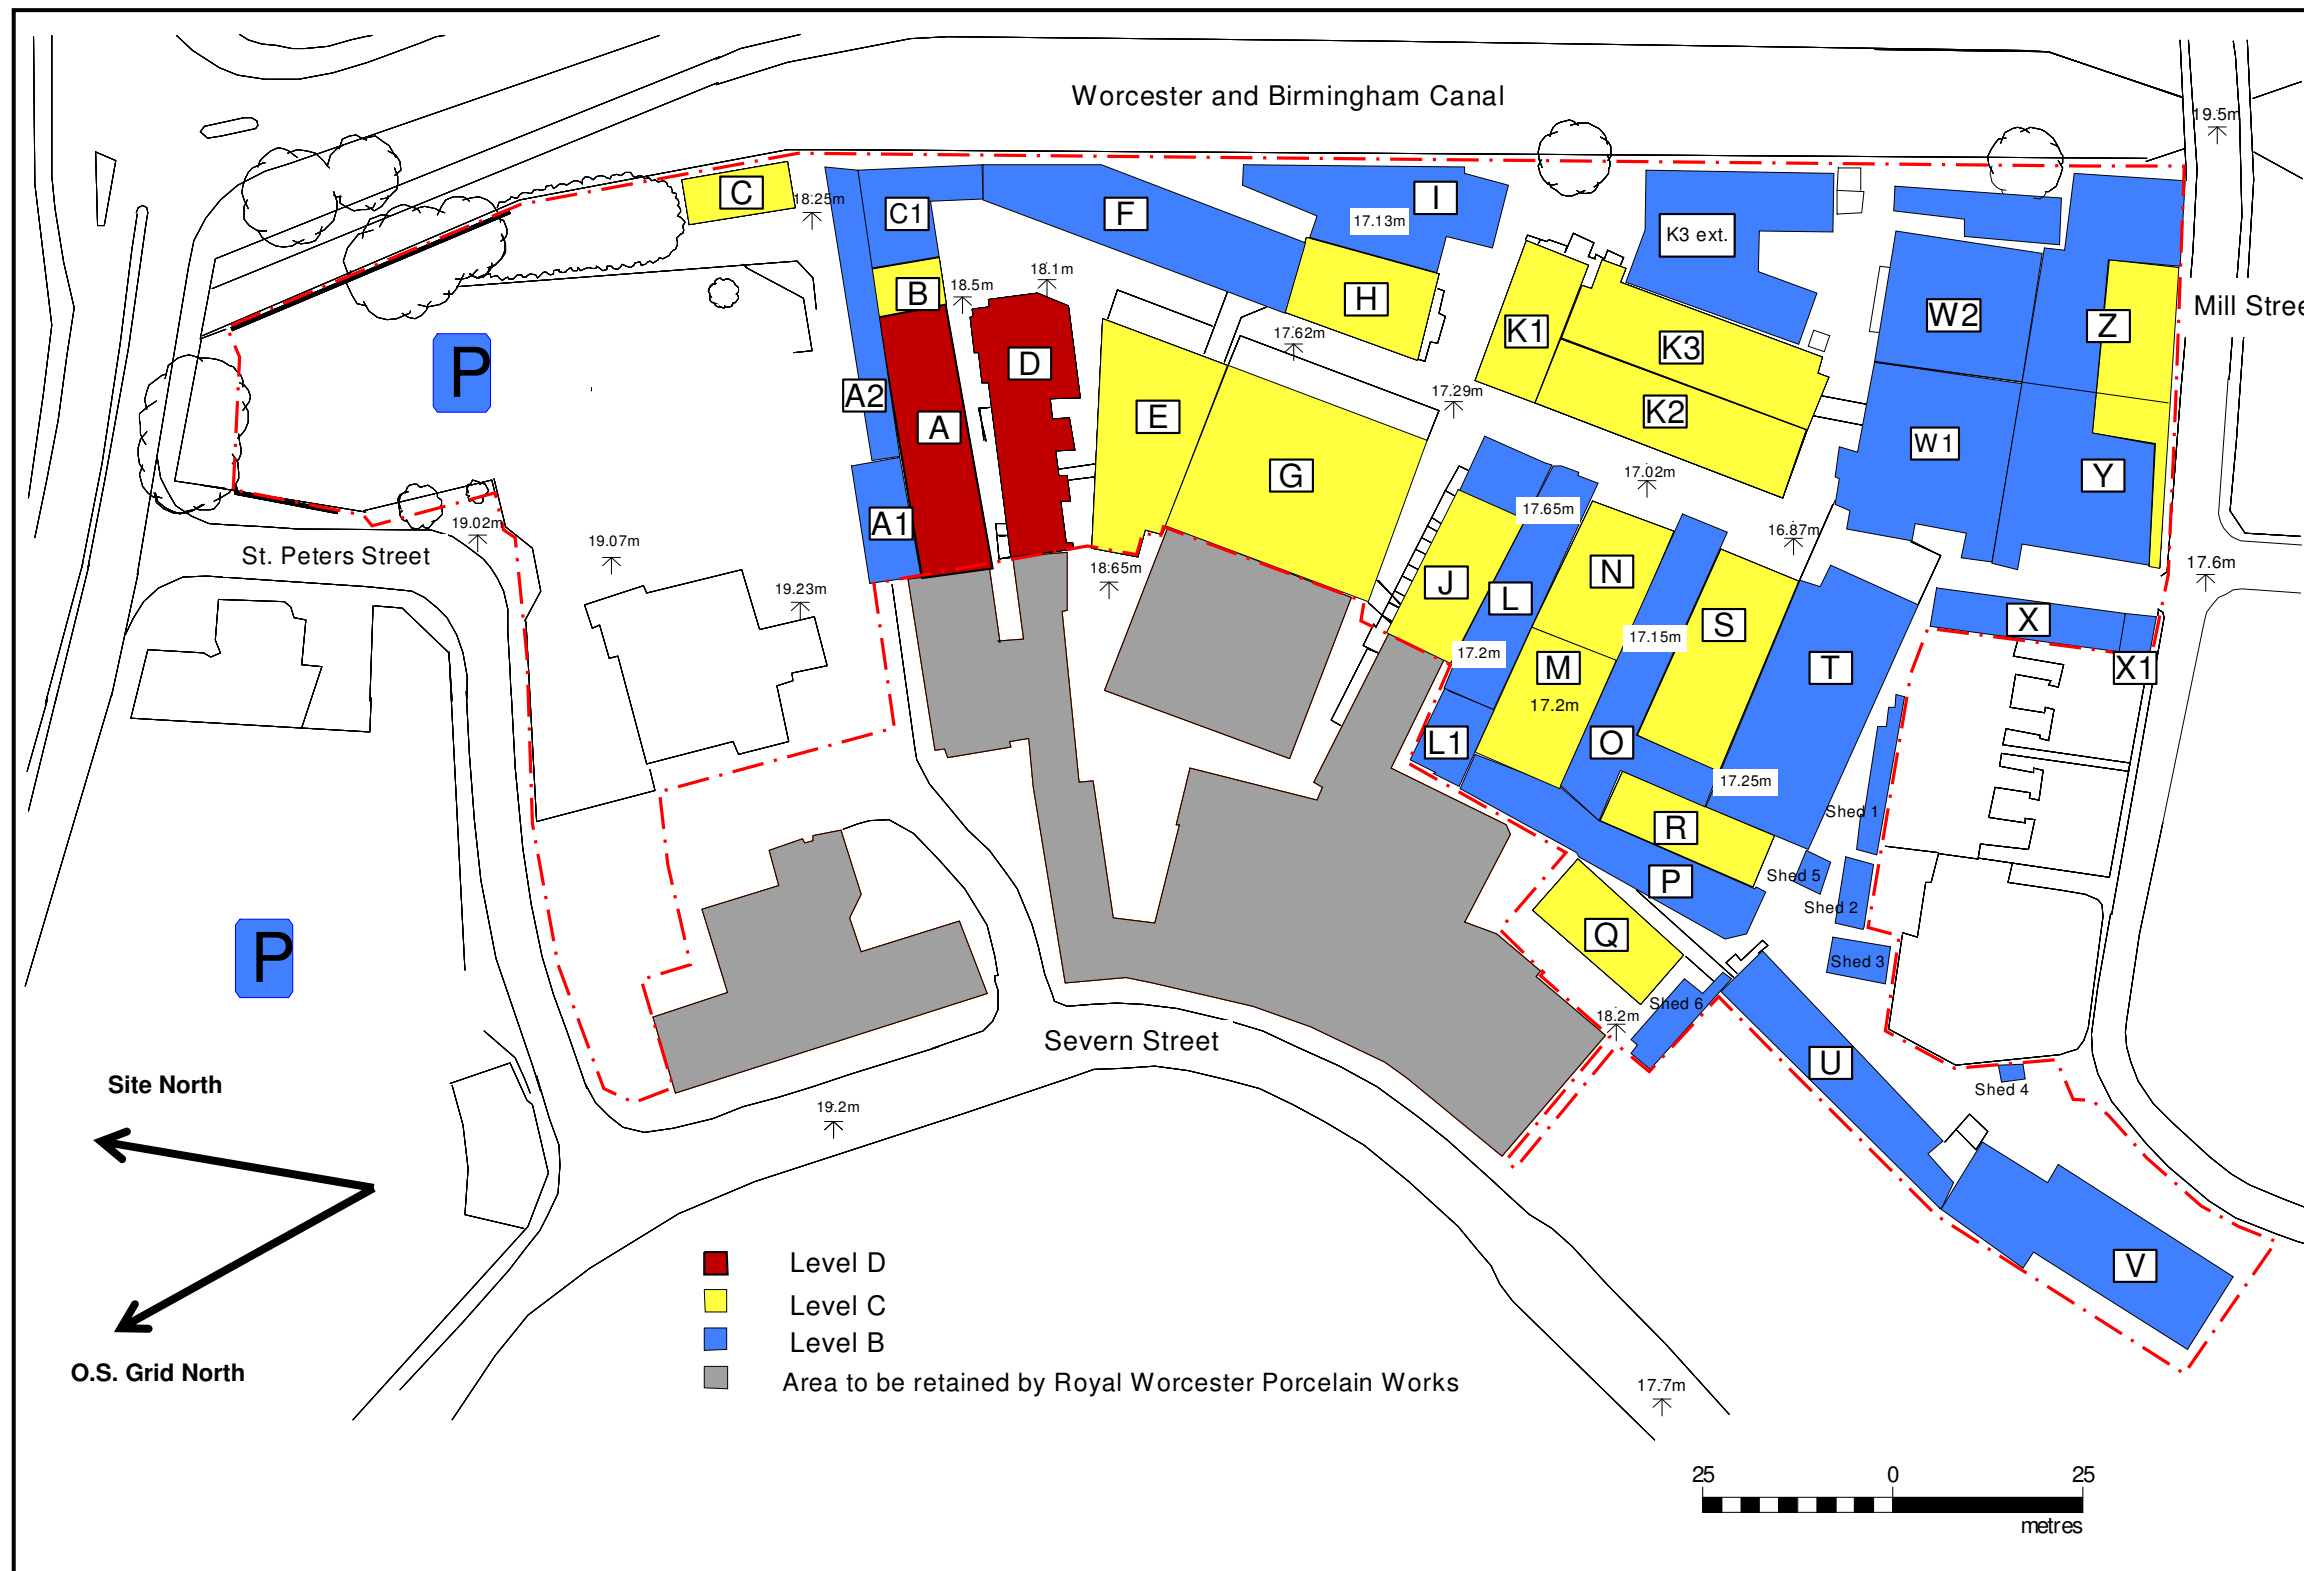 Worcester and Birmingham Canal
19.5m
C
18.25m
C1
F
I
17.13m
K3 ext.
B
18.5m
18.1m
H
W2
Z
Mill Stree
P
A2
A
D
E
17.62m
K1
K3
17.29m
K2
W1
G
17.02m
Y
St. Peters Street
19.02m
19.07m
A1
17.65m
16.87m
17.6m
19.23m
18.65m
J
L
N
S
X
17.2m
17.15m
M
T
X1
17.2m
L1
O
17.25m
Shed 1
R
P
Shed 5
Shed 2
P
Q
Shed 3
Shed 6
18.2m
Severn Street
U
Shed 4
Site North
19.2m
V
O.S. Grid North
Level D
Level C
Level B
Area to be retained by Royal Worcester Porcelain Works
17.7m
25 0 25
metres